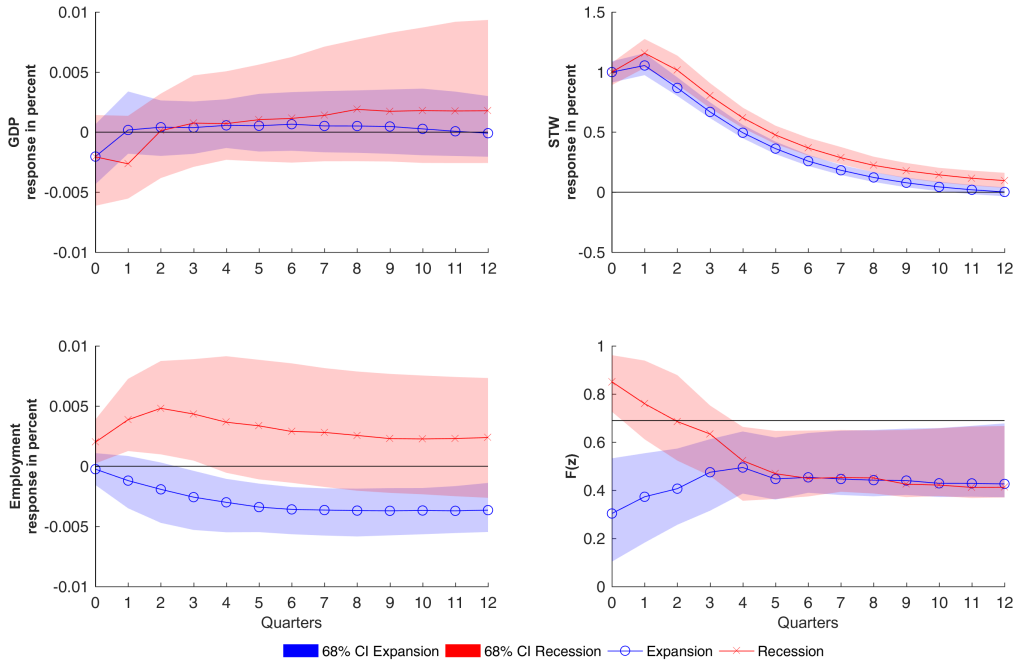 0.01
0.005
0
-0.005
-0.01
GDP
response in percent
0 1 2 3 4 5 6 7 8 9 10 11 12
1.5
1
0.5
0
-0.5
STW
response in percent
0 1 2 3 4 5 6 7 8 9 10 11 12
0.01
0.005
0
-0.005
-0.01
Employment
response in percent
0 1 2 3 4 5 6 7 8 9 10 11 12
Quarters
1
0.8
0.6
0.4
0.2
0
F(z)
0 1 2 3 4 5 6 7 8 9 10 11 12
Quarters
68% CI Expansion 68% CI Recession Expansion Recession